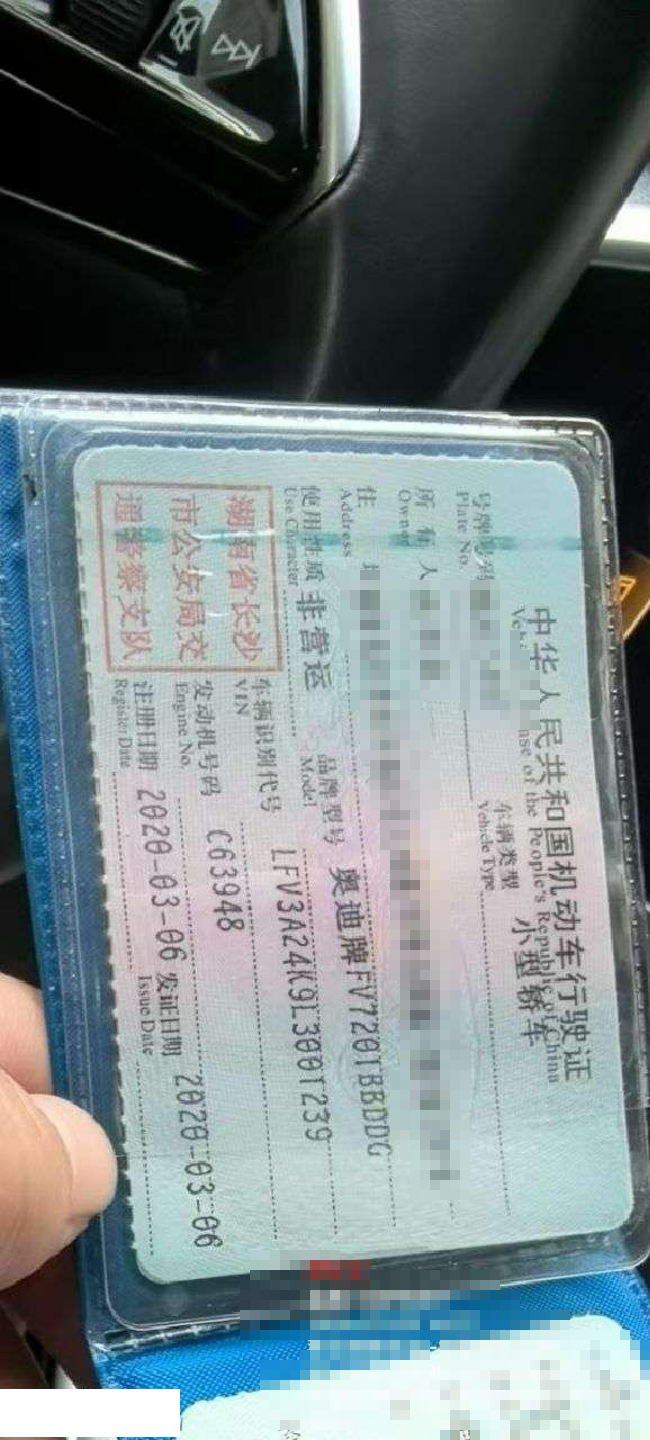 中华人民共和国机动车行驶证
Vehi ense of the People's Republic of China
号牌号码
Plate No.
车辆类型 小型轿车
Vehicle Type
所有人
Owner
住
Address
使用性质 非营运
Use Character
品牌型号 奥迪牌FV7201BBDDG
Model
湖南省长沙
市公安局交
通警察支队
车辆识别代号 LFV3A24K9L3001239
VIN
发动机号码 C63948
Engine No.
注册日期 2020-03-06
Register Date
发证日期 2020-03-06
Issue Date